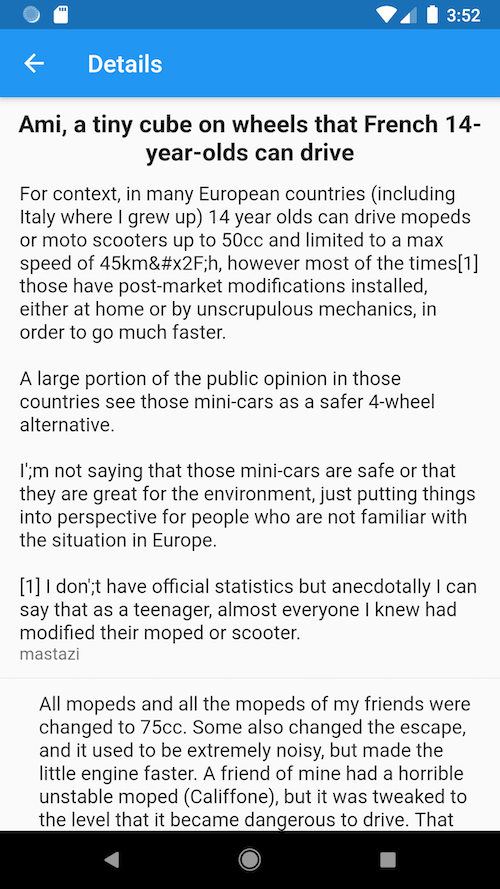 3:52
Details
Ami, a tiny cube on wheels that French 14-
year-olds can drive
For context, in many European countries (including
Italy where I grew up) 14 year olds can drive mopeds
or moto scooters up to 50cc and limited to a max
speed of 45km&#x2F;h, however most of the times[1]
those have post-market modifications installed,
either at home or by unscrupulous mechanics, in
order to go much faster.
A large portion of the public opinion in those
countries see those mini-cars as a safer 4-wheel
alternative.
I';m not saying that those mini-cars are safe or that
they are great for the environment, just putting things
into perspective for people who are not familiar with
the situation in Europe.
[1] I don';t have official statistics but anecdotally I can
say that as a teenager, almost everyone I knew had
modified their moped or scooter.
mastazi
All mopeds and all the mopeds of my friends were
changed to 75cc. Some also changed the escape,
and it used to be extremely noisy, but made the
little engine faster. A friend of mine had a horrible
unstable moped (Califfone), but it was tweaked to
the level that it became dangerous to drive. That